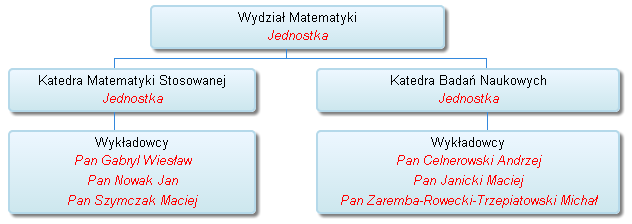 Wydział Matematyki
Jednostka
Katedra Matematyki Stosowanej
Jednostka
Wykładowcy
Pan Gabryl Wiesław
Pan Nowak Jan
Pan Szymczak Maciej
Katedra Badań Naukowych
Jednostka
Wykładowcy
Pan Celnerowski Andrzej
Pan Janicki Maciej
Pan Zaremba-Rowecki-Trzepiatowski Michał